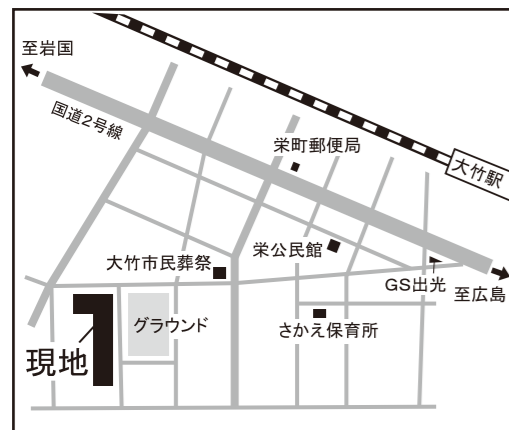 至岩国
国道2号線
栄町郵便局
大竹駅
栄公民館
大竹市民葬祭
GS出光
至広島
グラウンド
さかえ保育所
現地